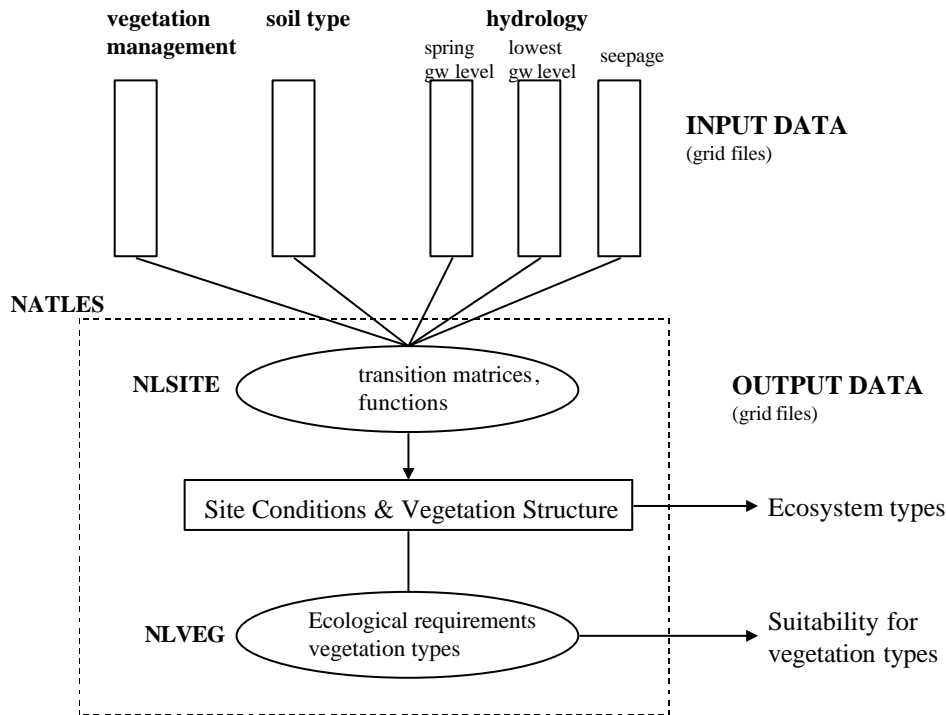 vegetation
management
soil type
hydrology
spring
gw level
lowest
gw level
seepage
INPUT DATA
(grid files)
NATLES
NLSITE
transition matrices,
functions
OUTPUT DATA
(grid files)
Site Conditions & Vegetation Structure
Ecosystem types
NLVEG
Ecological requirements
vegetation types
Suitability for
vegetation types